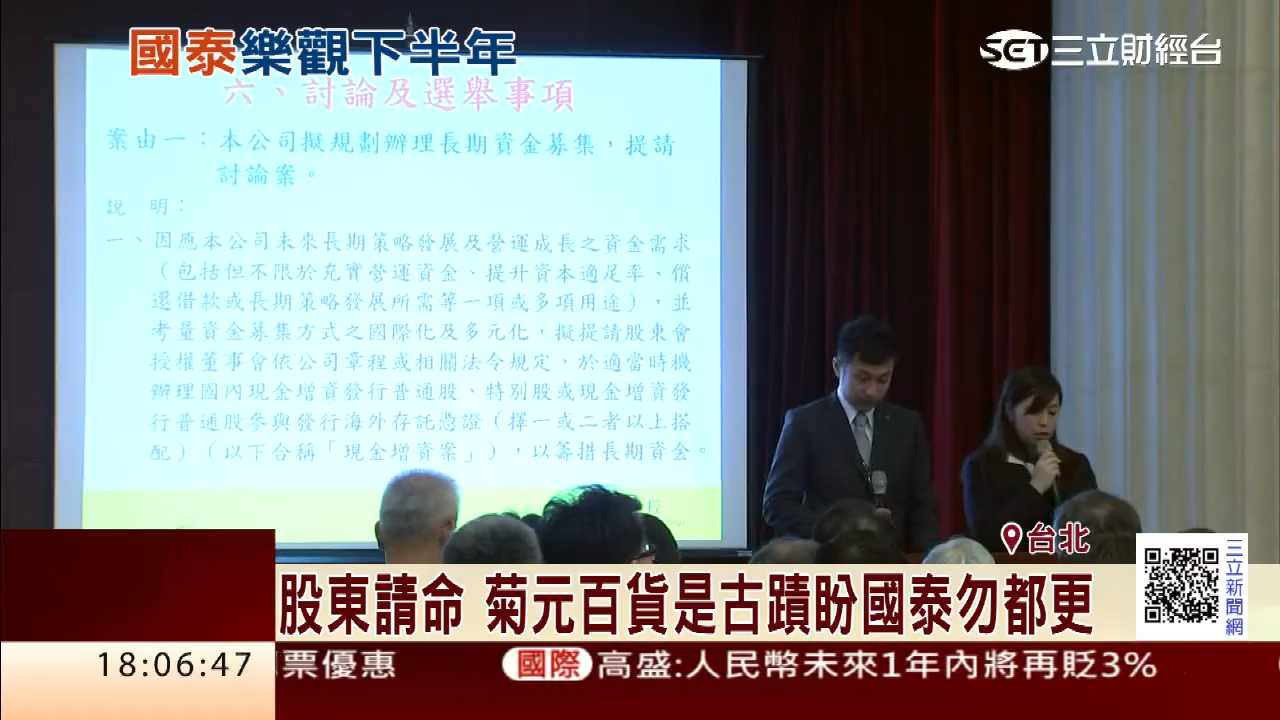 國泰樂觀下半年
SET三立財經台
六、討論及選舉事項
案由一：本公司擬規劃辦理長期資金募集，提請
討論案。
說 明：
一、因應本公司未來長期策略發展及營運成長之資金需求
（包括但不限於充實營運資金、提升資本適足率、償
還借款或長期策略發展所需等一項或多項用途），並
考量資金募集方式之國際化及多元化，擬提請股東會
授權董事會依公司章程或相關法令規定，於適當時機
辦理國內現金增資發行普通股、特別股或現金增資發
行普通股參與發行海外存託憑證（擇一或二者以上搭
配）（以下合稱「現金增資案」），以籌措長期資金。
台北
股東請命 菊元百貨是古蹟盼國泰勿都更
三立新聞網
18:06:47
票優惠 國際 高盛:人民幣未來1年內將再貶3%